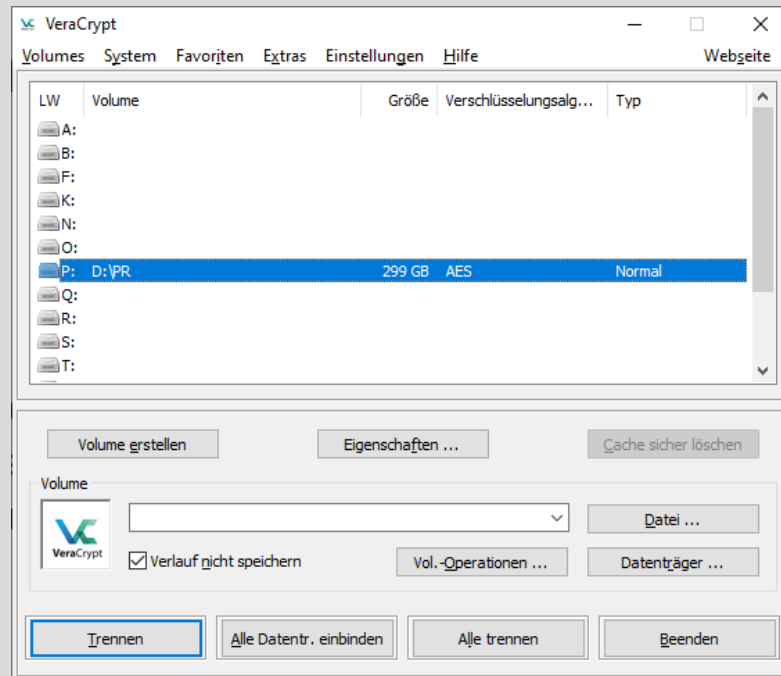 VeraCrypt
Volumes System Favoriten Extras Einstellungen Hilfe Webseite
LW Volume Größe Verschlüsselungsalg... Typ
A:
B:
F:
K:
N:
O:
P: D:\PR 299 GB AES Normal
Q:
R:
S:
T:
Volume erstellen Eigenschaften ... Cache sicher löschen
Volume
VeraCrypt
Datei ...
Verlauf nicht speichern Vol.-Operationen ... Datenträger ...
Trennen Alle Datentr. einbinden Alle trennen Beenden